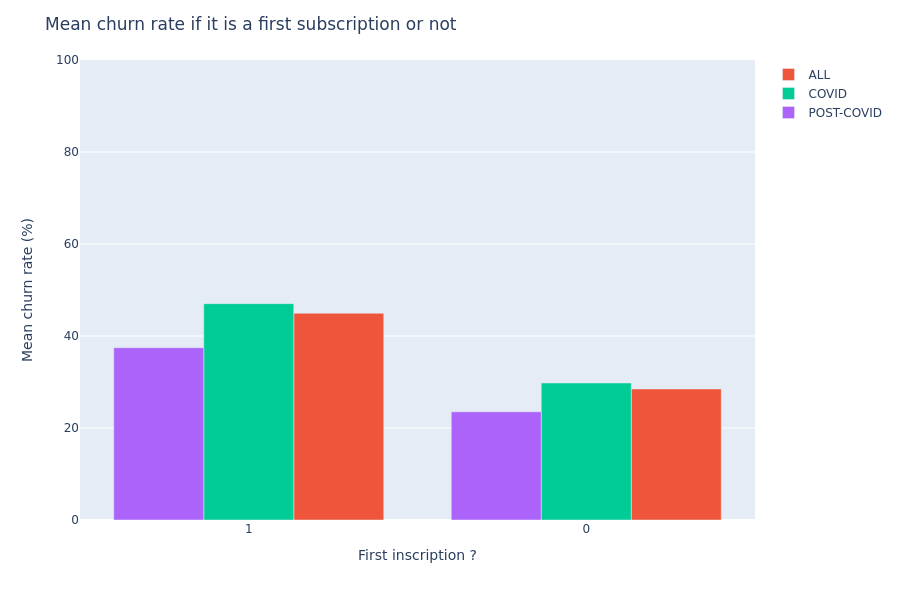 Mean churn rate if it is a first subscription or not
100
80
60
40
20
0
Mean churn rate (%)
1
0
First inscription ?
ALL
COVID
POST-COVID